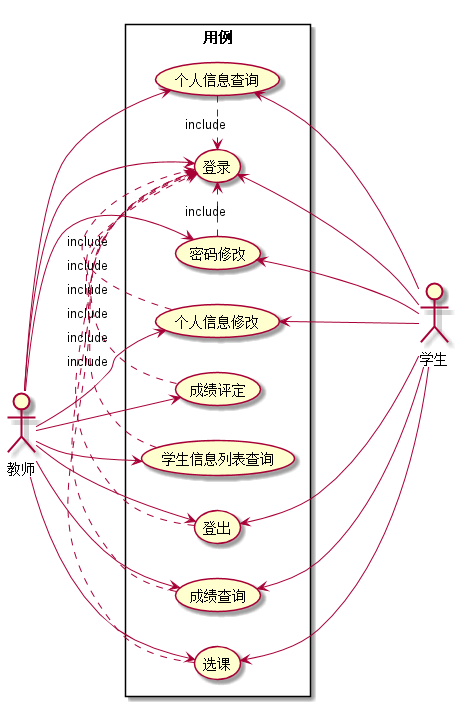 用例
个人信息查询
include
登录
include
密码修改
include
include
include
include
include
include
个人信息修改
成绩评定
学生信息列表查询
登出
成绩查询
选课
教师
学生